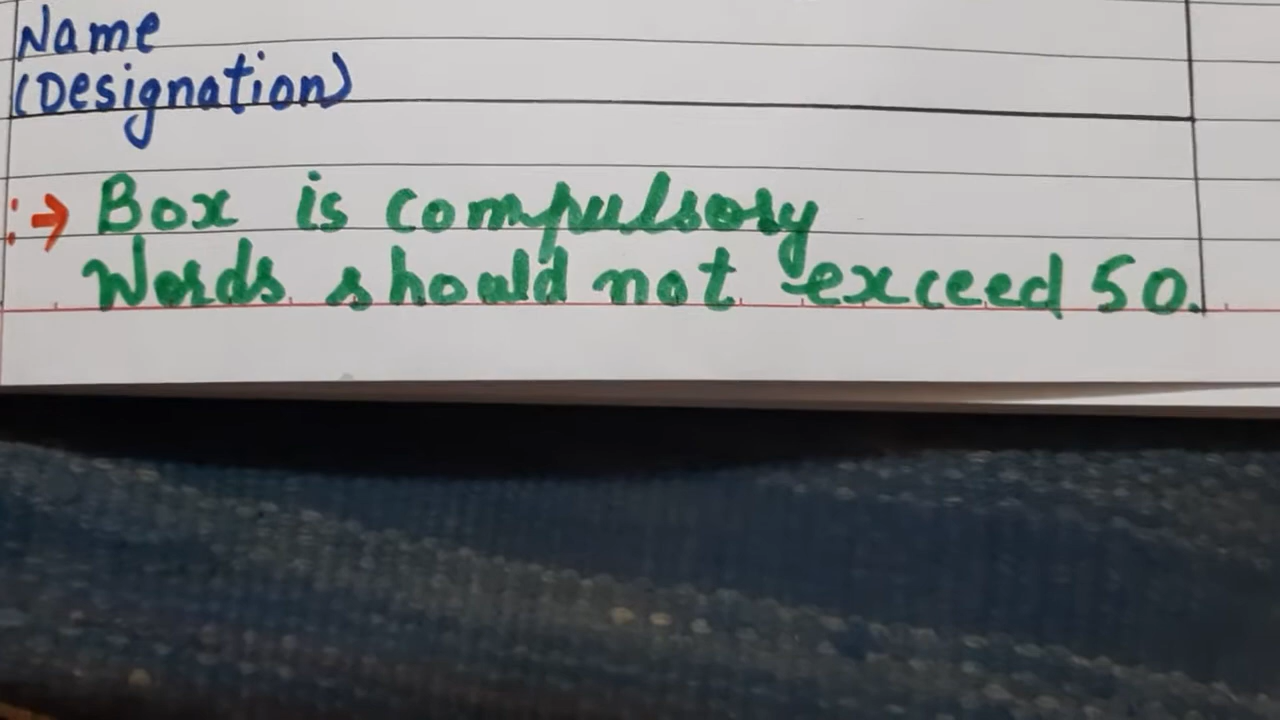 Name
(Designation)
:→ Box is compulsory
Words should not exceed 50.